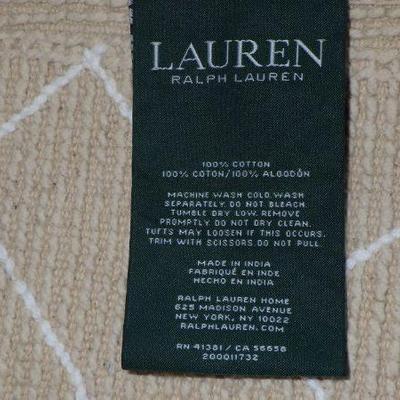 LAUREN
RALPH LAUREN
100% COTTON
100% COTON/100% ALGODÓN
MACHINE WASH COLD.WASH
SEPARATELY.DO NOT BLEACH.
TUMBLE DRY LOW. REMOVE
PROMPTLY.DO NOT DRY CLEAN.
TUFTS MAY LOOSEN IF THIS OCCURS,
TRIM WITH SCISSORS.DO NOT PULL.
MADE IN INDIA
FABRIQUÉ EN INDE
HECHO EN INDIA
RALPH LAUREN HOME
625 MADISON AVENUE
NEW YORK, NY 10022
RALPHLAUREN.COM
RN 41381 / CA 56658
200011732